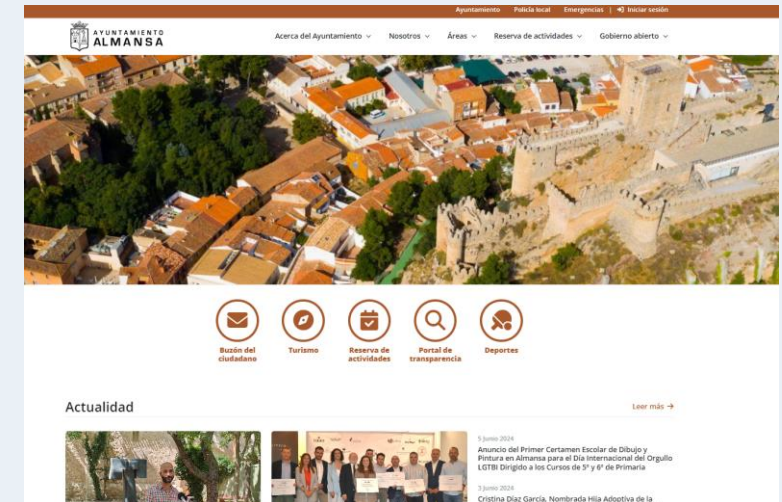 Ayuntamiento Policía local Emergencias | Iniciar sesión
AYUNTAMIENTO
ALMANSA
Acerca del Ayuntamiento Nosotros Áreas Reserva de actividades Gobierno abierto
Buzón del
ciudadano
Turismo
Reserva de
actividades
Portal de
transparencia
Deportes
Actualidad
Leer más →
5 Junio 2024
Anuncio del Primer Certamen Escolar de Dibujo y
Pintura en Almansa para el Día Internacional del Orgullo
LGTBI Dirigido a los Cursos de 5º y 6º de Primaria
3 Junio 2024
Cristina Díaz García, Nombrada Hija Adoptiva de la